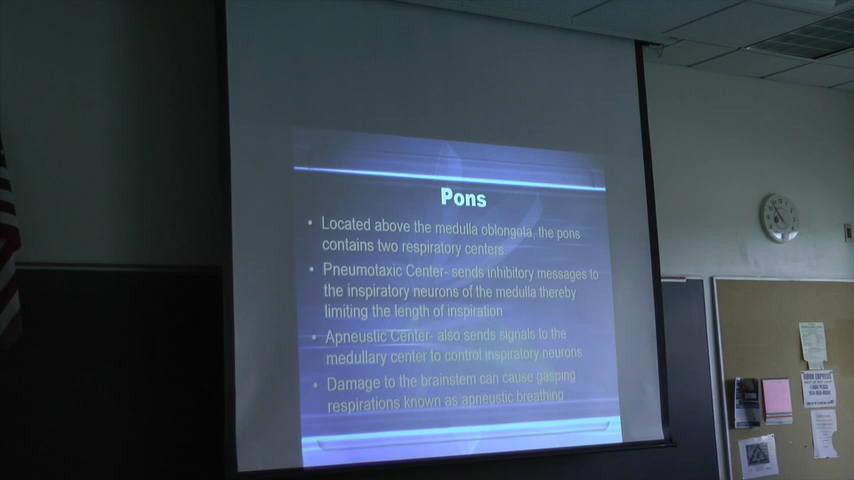 Pons
• Located above the medulla oblongota, the pons
contains two respiratory centers
• Pneumotaxic Center- sends inhibitory messages to
the inspiratory neurons of the medulla thereby
limiting the length of inspiration
• Apneustic Center- also sends signals to the
medullary center to control inspiratory neurons
• Damage to the brainstem can cause gasping
respirations known as apneustic breathing